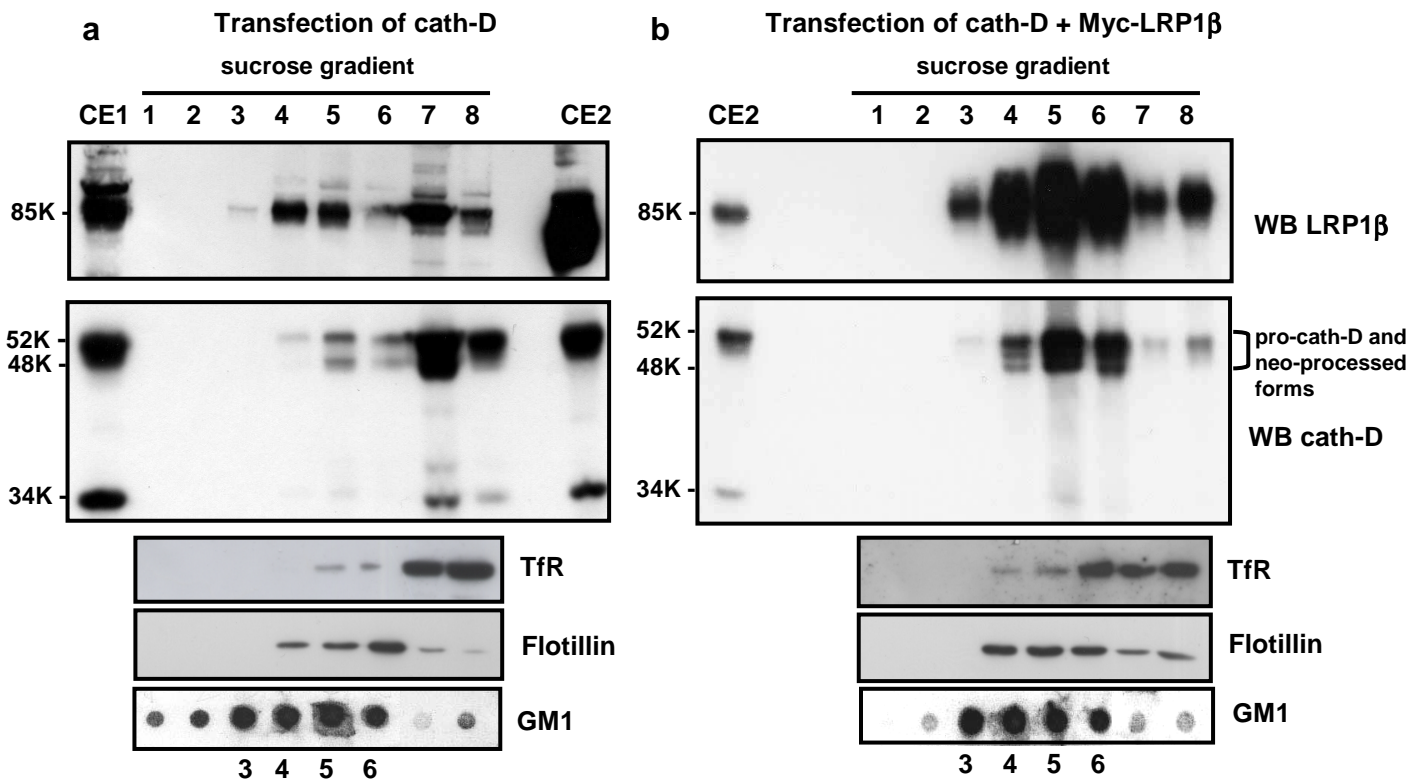 a Transfection of cath-D
sucrose gradient
CE1 1 2 3 4 5 6 7 8 CE2
85K -
52K -
48K -
34K -
TfR
Flotillin
GM1
3 4 5 6
b Transfection of cath-D + Myc-LRP1β
sucrose gradient
CE2 1 2 3 4 5 6 7 8
85K -
WB LRP1β
52K -
48K -
pro-cath-D and
neo-processed
forms
WB cath-D
34K -
TfR
Flotillin
GM1
3 4 5 6